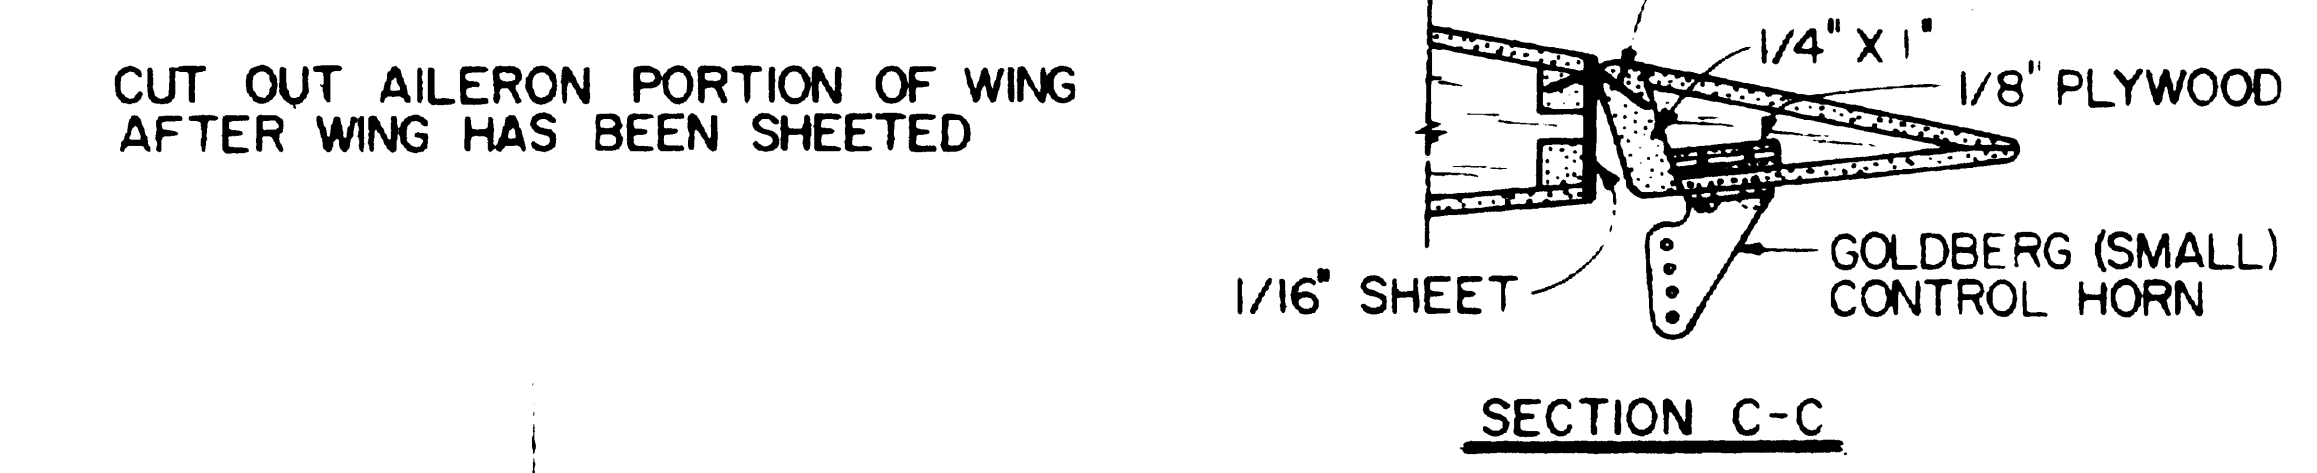 CUT OUT AILERON PORTION OF WING
AFTER WING HAS BEEN SHEETED
1/4" X 1"
1/8" PLYWOOD
GOLDBERG (SMALL)
CONTROL HORN
1/16" SHEET
SECTION C-C